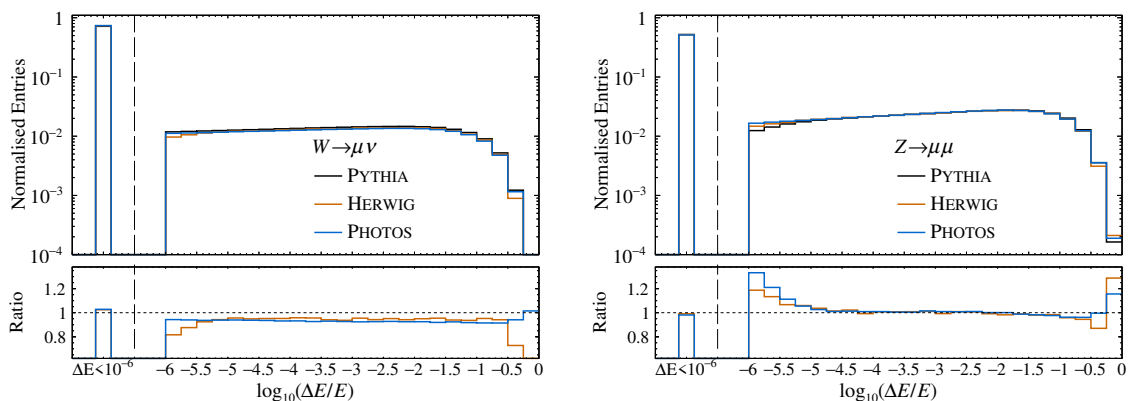 Normalised Entries
1
10⁻¹
10⁻²
10⁻³
10⁻⁴
W→μν
PYTHIA
HERWIG
PHOTOS
Ratio
1.2
1
0.8
ΔE<10⁻⁶ −6 −5.5 −5 −4.5 −4 −3.5 −3 −2.5 −2 −1.5 −1 −0.5 0
log₁₀(ΔE/E)
Normalised Entries
1
10⁻¹
10⁻²
10⁻³
10⁻⁴
Z→μμ
PYTHIA
HERWIG
PHOTOS
Ratio
1.2
1
0.8
ΔE<10⁻⁶ −6 −5.5 −5 −4.5 −4 −3.5 −3 −2.5 −2 −1.5 −1 −0.5 0
log₁₀(ΔE/E)